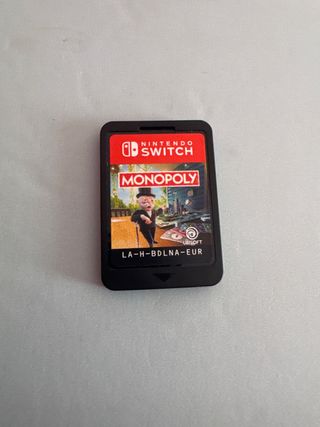 NINTENDO
SWITCH
MONOPOLY
UBISOFT
LA-H-BDLNA-EUR